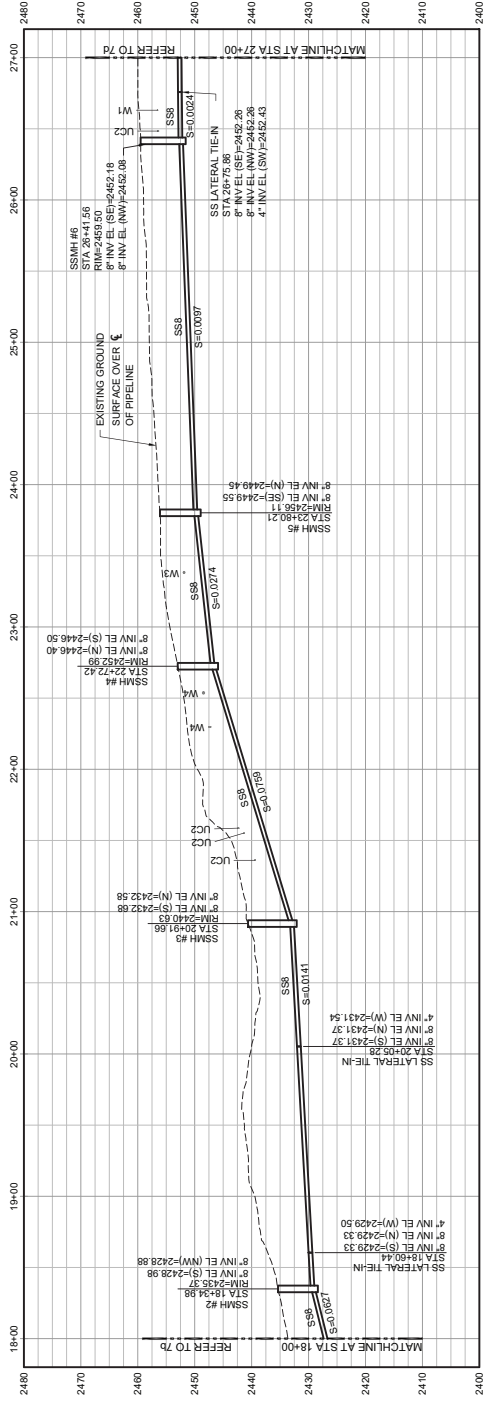 2480
2470
2460
2450
2440
2430
2420
2410
2400
18+00
19+00
20+00
21+00
22+00
23+00
24+00
25+00
26+00
27+00
2480
2470
2460
2450
2440
2430
2420
2410
2400
REFER TO 7b
MATCHLINE AT STA 18+00
SS8
S=0.0627
SSMH #2
STA 18+34.98
RIM=2435.37
8" INV EL (S)=2428.98
8" INV EL (NW)=2428.88
SS LATERAL TIE-IN
STA 18+60.44
8" INV EL (S)=2429.33
8" INV EL (N)=2429.33
4" INV EL (W)=2429.50
SS LATERAL TIE-IN
STA 20+05.28
8" INV EL (S)=2431.37
8" INV EL (N)=2431.37
4" INV EL (W)=2431.54
SS8
S=0.0141
SSMH #3
STA 20+91.66
RIM=2440.63
8" INV EL (S)=2432.68
8" INV EL (N)=2432.58
UC2
UC2
UC2
SS8
S=0.0759
W4
W4
SSMH #4
STA 22+72.42
RIM=2452.99
8" INV EL (N)=2446.40
8" INV EL (S)=2446.50
W3
SS8
S=0.0274
SSMH #5
STA 23+80.21
RIM=2456.11
8" INV EL (SE)=2449.55
8" INV EL (N)=2449.45
EXISTING GROUND
SURFACE OVER ℄
OF PIPELINE
SS8
S=0.0097
SSMH #6
STA 26+41.56
RIM=2459.50
8" INV EL (SE)=2452.18
8" INV EL (NW)=2452.08
UC2
W1
SS8
S=0.0024
SS LATERAL TIE-IN
STA 26+75.86
8" INV EL (SE)=2452.26
8" INV EL (NW)=2452.26
4" INV EL (SW)=2452.43
REFER TO 7d
MATCHLINE AT STA 27+00